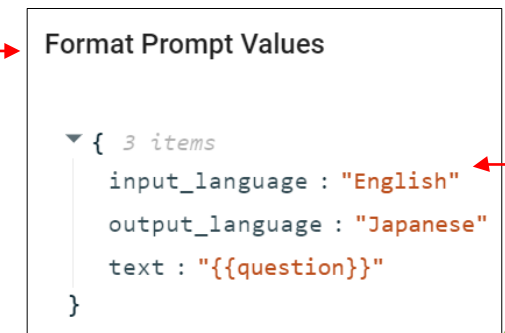 Format Prompt Values
{ 3 items
input_language : "English"
output_language : "Japanese"
text : "{{question}}"
}